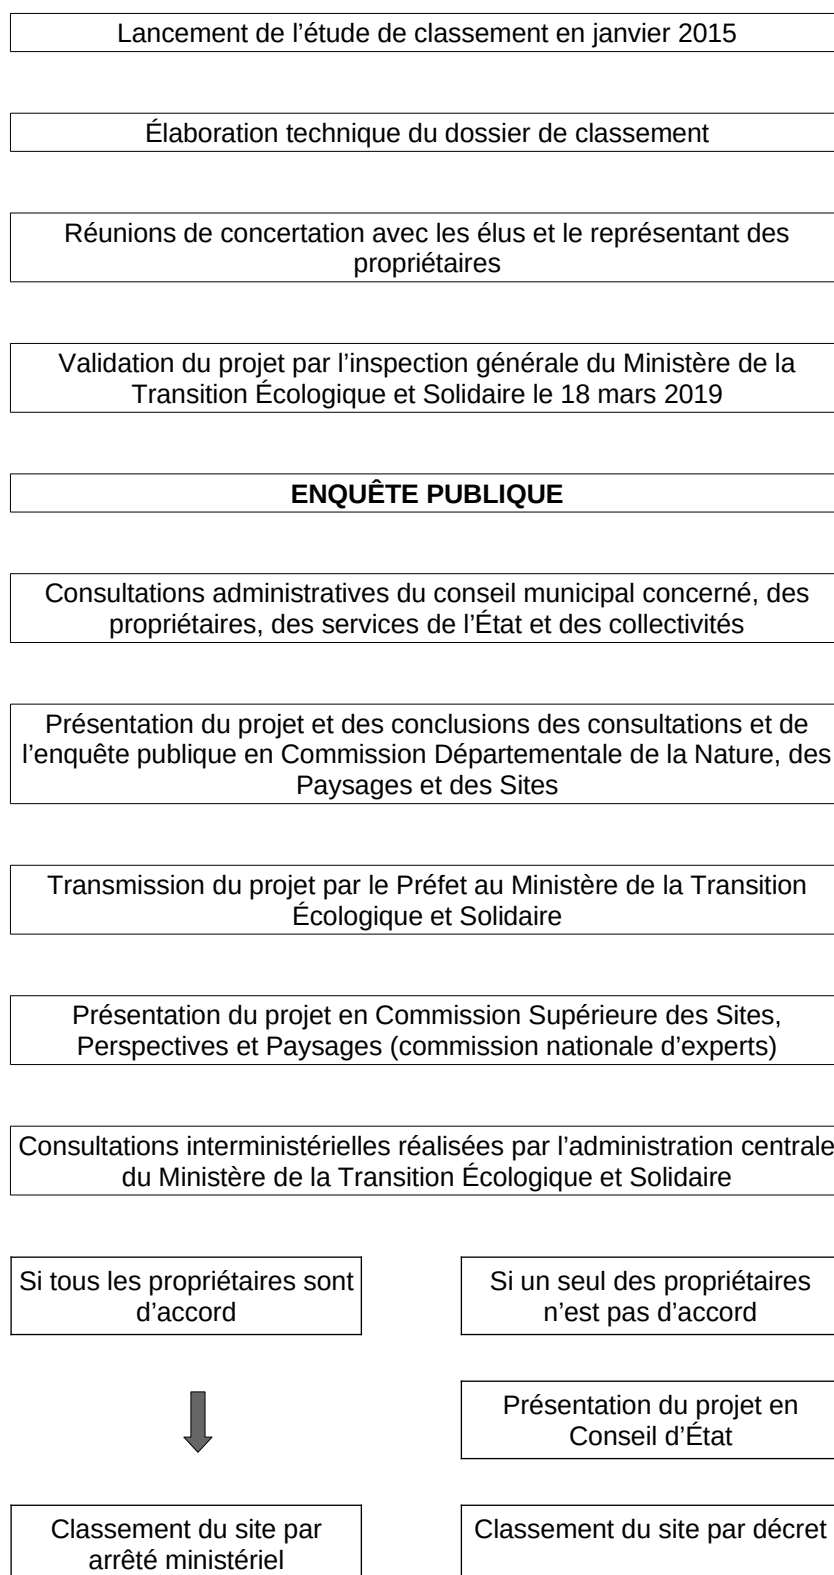 Lancement de l’étude de classement en janvier 2015
Élaboration technique du dossier de classement
Réunions de concertation avec les élus et le représentant des
propriétaires
Validation du projet par l’inspection générale du Ministère de la
Transition Écologique et Solidaire le 18 mars 2019
ENQUÊTE PUBLIQUE
Consultations administratives du conseil municipal concerné, des
propriétaires, des services de l’État et des collectivités
Présentation du projet et des conclusions des consultations et de
l’enquête publique en Commission Départementale de la Nature, des
Paysages et des Sites
Transmission du projet par le Préfet au Ministère de la Transition
Écologique et Solidaire
Présentation du projet en Commission Supérieure des Sites,
Perspectives et Paysages (commission nationale d'experts)
Consultations interministérielles réalisées par l’administration centrale
du Ministère de la Transition Écologique et Solidaire
Si tous les propriétaires sont
d’accord
Si un seul des propriétaires
n’est pas d’accord
Présentation du projet en
Conseil d’État
Classement du site par
arrêté ministériel
Classement du site par décret